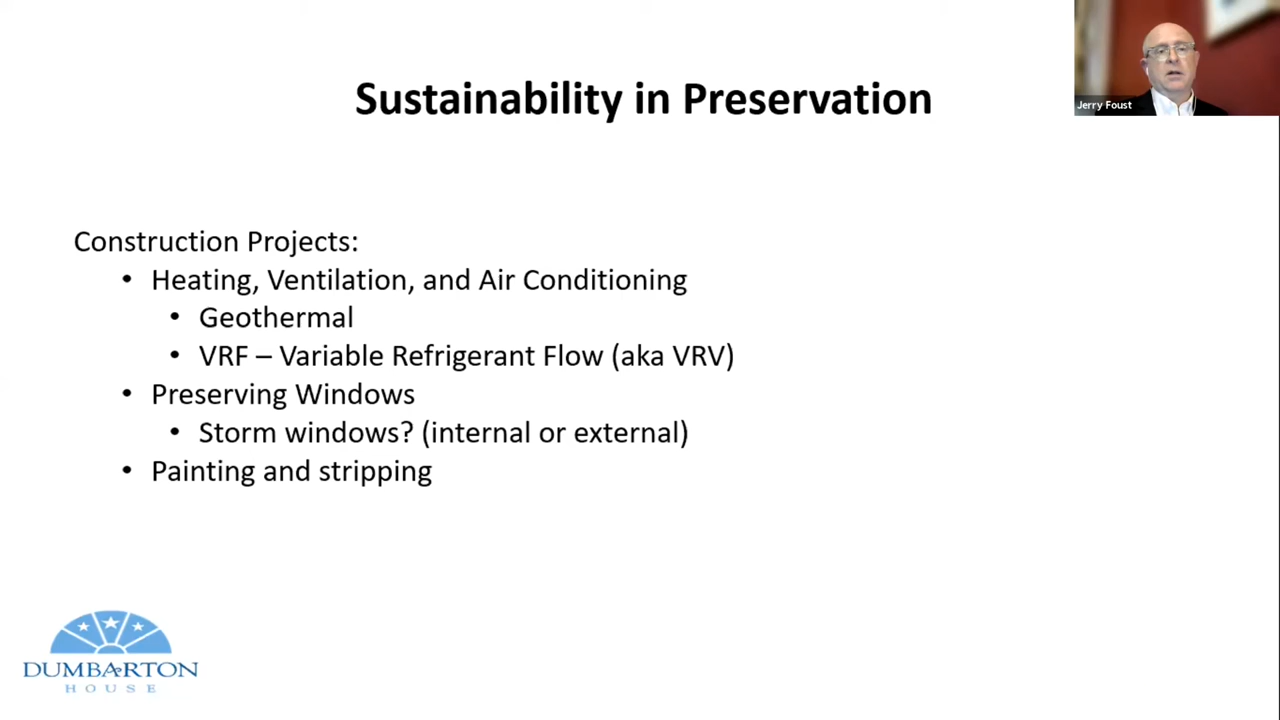 Sustainability in Preservation
Jerry Foust
Construction Projects:
• Heating, Ventilation, and Air Conditioning
• Geothermal
• VRF – Variable Refrigerant Flow (aka VRV)
• Preserving Windows
• Storm windows? (internal or external)
• Painting and stripping
DUMBARTON
HOUSE